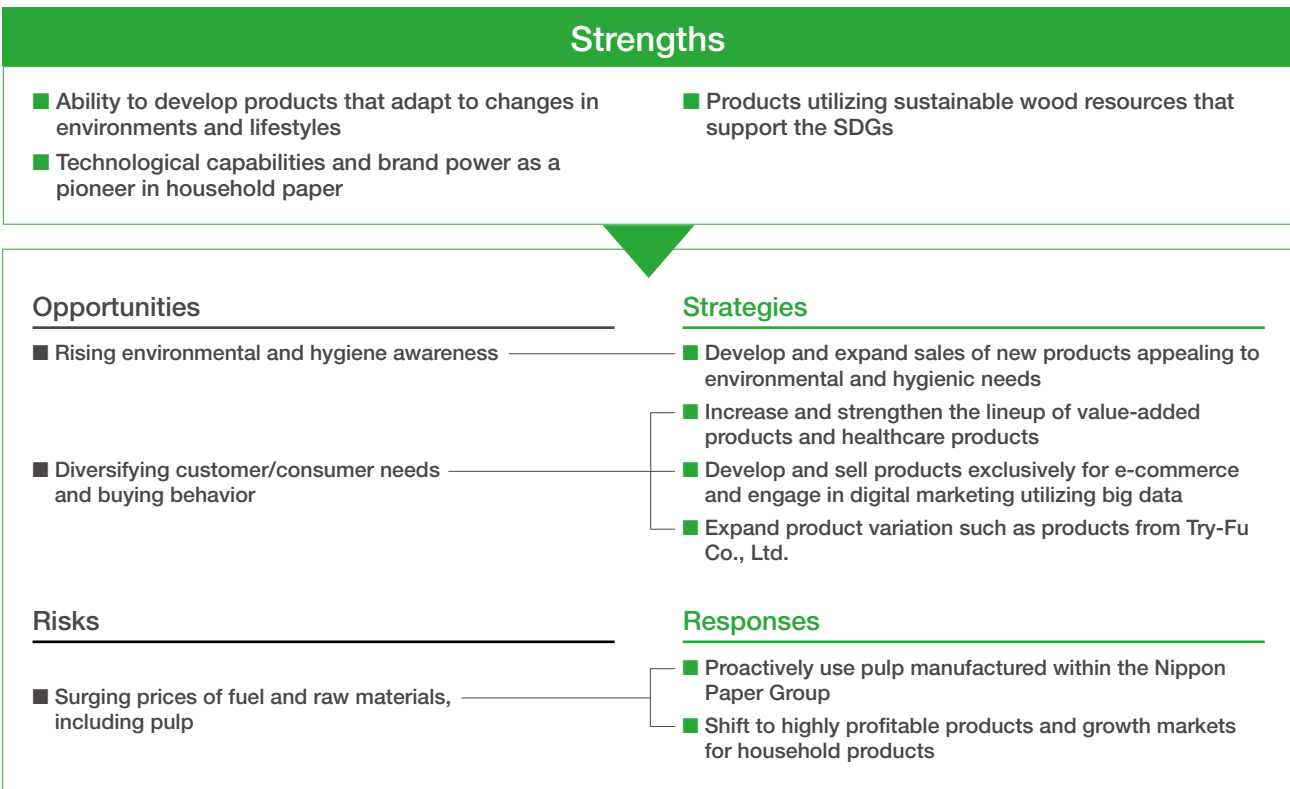 Strengths
■ Ability to develop products that adapt to changes in
environments and lifestyles
■ Technological capabilities and brand power as a
pioneer in household paper
■ Products utilizing sustainable wood resources that
support the SDGs
Opportunities
■ Rising environmental and hygiene awareness
■ Diversifying customer/consumer needs
and buying behavior
Strategies
■ Develop and expand sales of new products appealing to
environmental and hygienic needs
■ Increase and strengthen the lineup of value-added
products and healthcare products
■ Develop and sell products exclusively for e-commerce
and engage in digital marketing utilizing big data
■ Expand product variation such as products from Try-Fu
Co., Ltd.
Risks
■ Surging prices of fuel and raw materials,
including pulp
Responses
■ Proactively use pulp manufactured within the Nippon
Paper Group
■ Shift to highly profitable products and growth markets
for household products